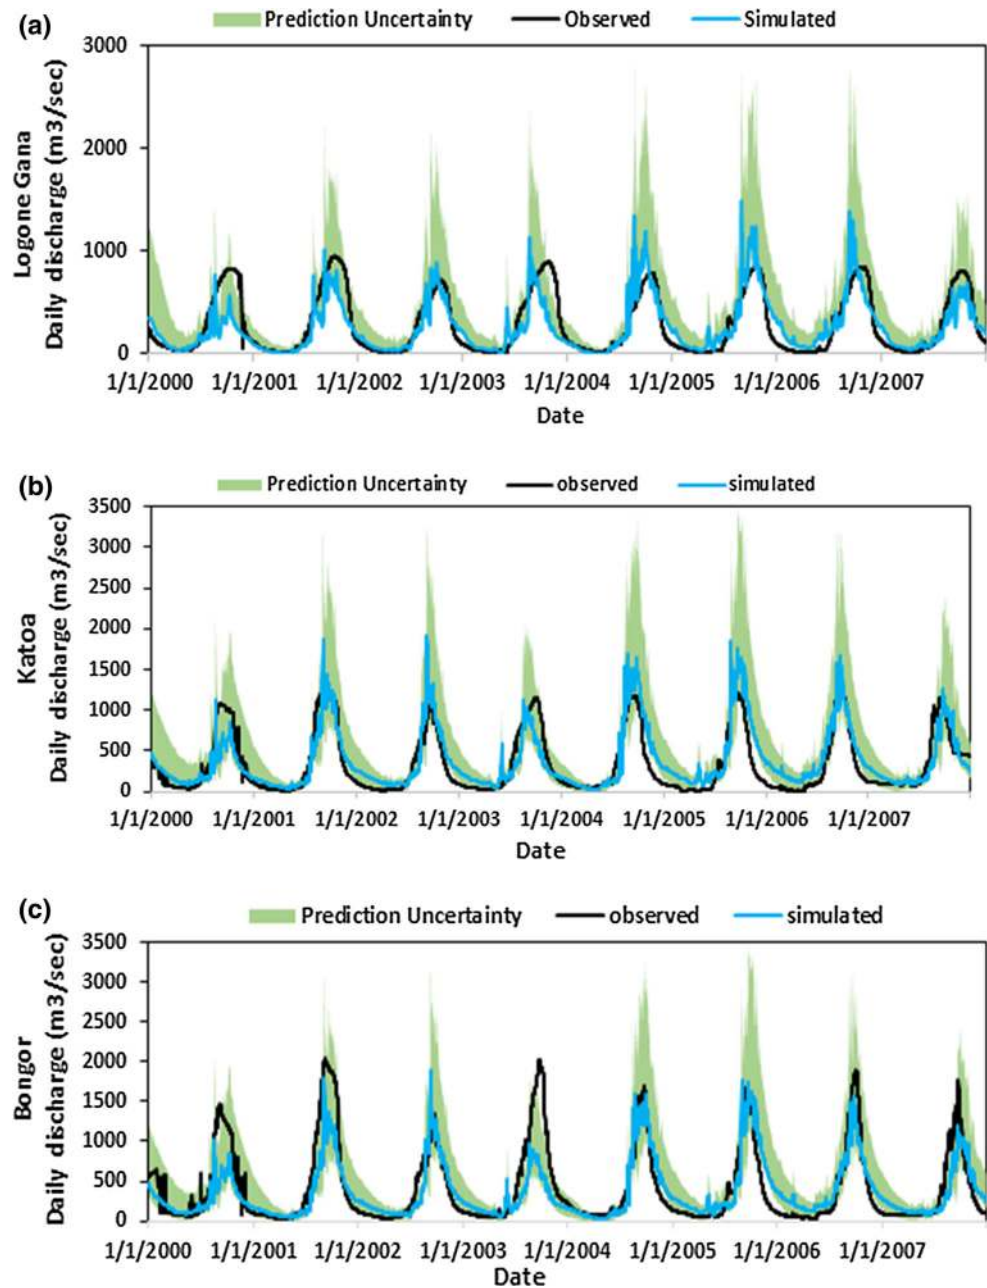 (a)
Prediction Uncertainty Observed Simulated
Logone Gana
Daily discharge (m3/sec)
3000
2000
1000
0
1/1/2000 1/1/2001 1/1/2002 1/1/2003 1/1/2004 1/1/2005 1/1/2006 1/1/2007
Date
(b)
Prediction Uncertainty observed simulated
Katoa
Daily discharge (m3/sec)
3500
3000
2500
2000
1500
1000
500
0
1/1/2000 1/1/2001 1/1/2002 1/1/2003 1/1/2004 1/1/2005 1/1/2006 1/1/2007
Date
(c)
Prediction Uncertainty observed simulated
Bongor
Daily discharge (m3/sec)
3500
3000
2500
2000
1500
1000
500
0
1/1/2000 1/1/2001 1/1/2002 1/1/2003 1/1/2004 1/1/2005 1/1/2006 1/1/2007
Date